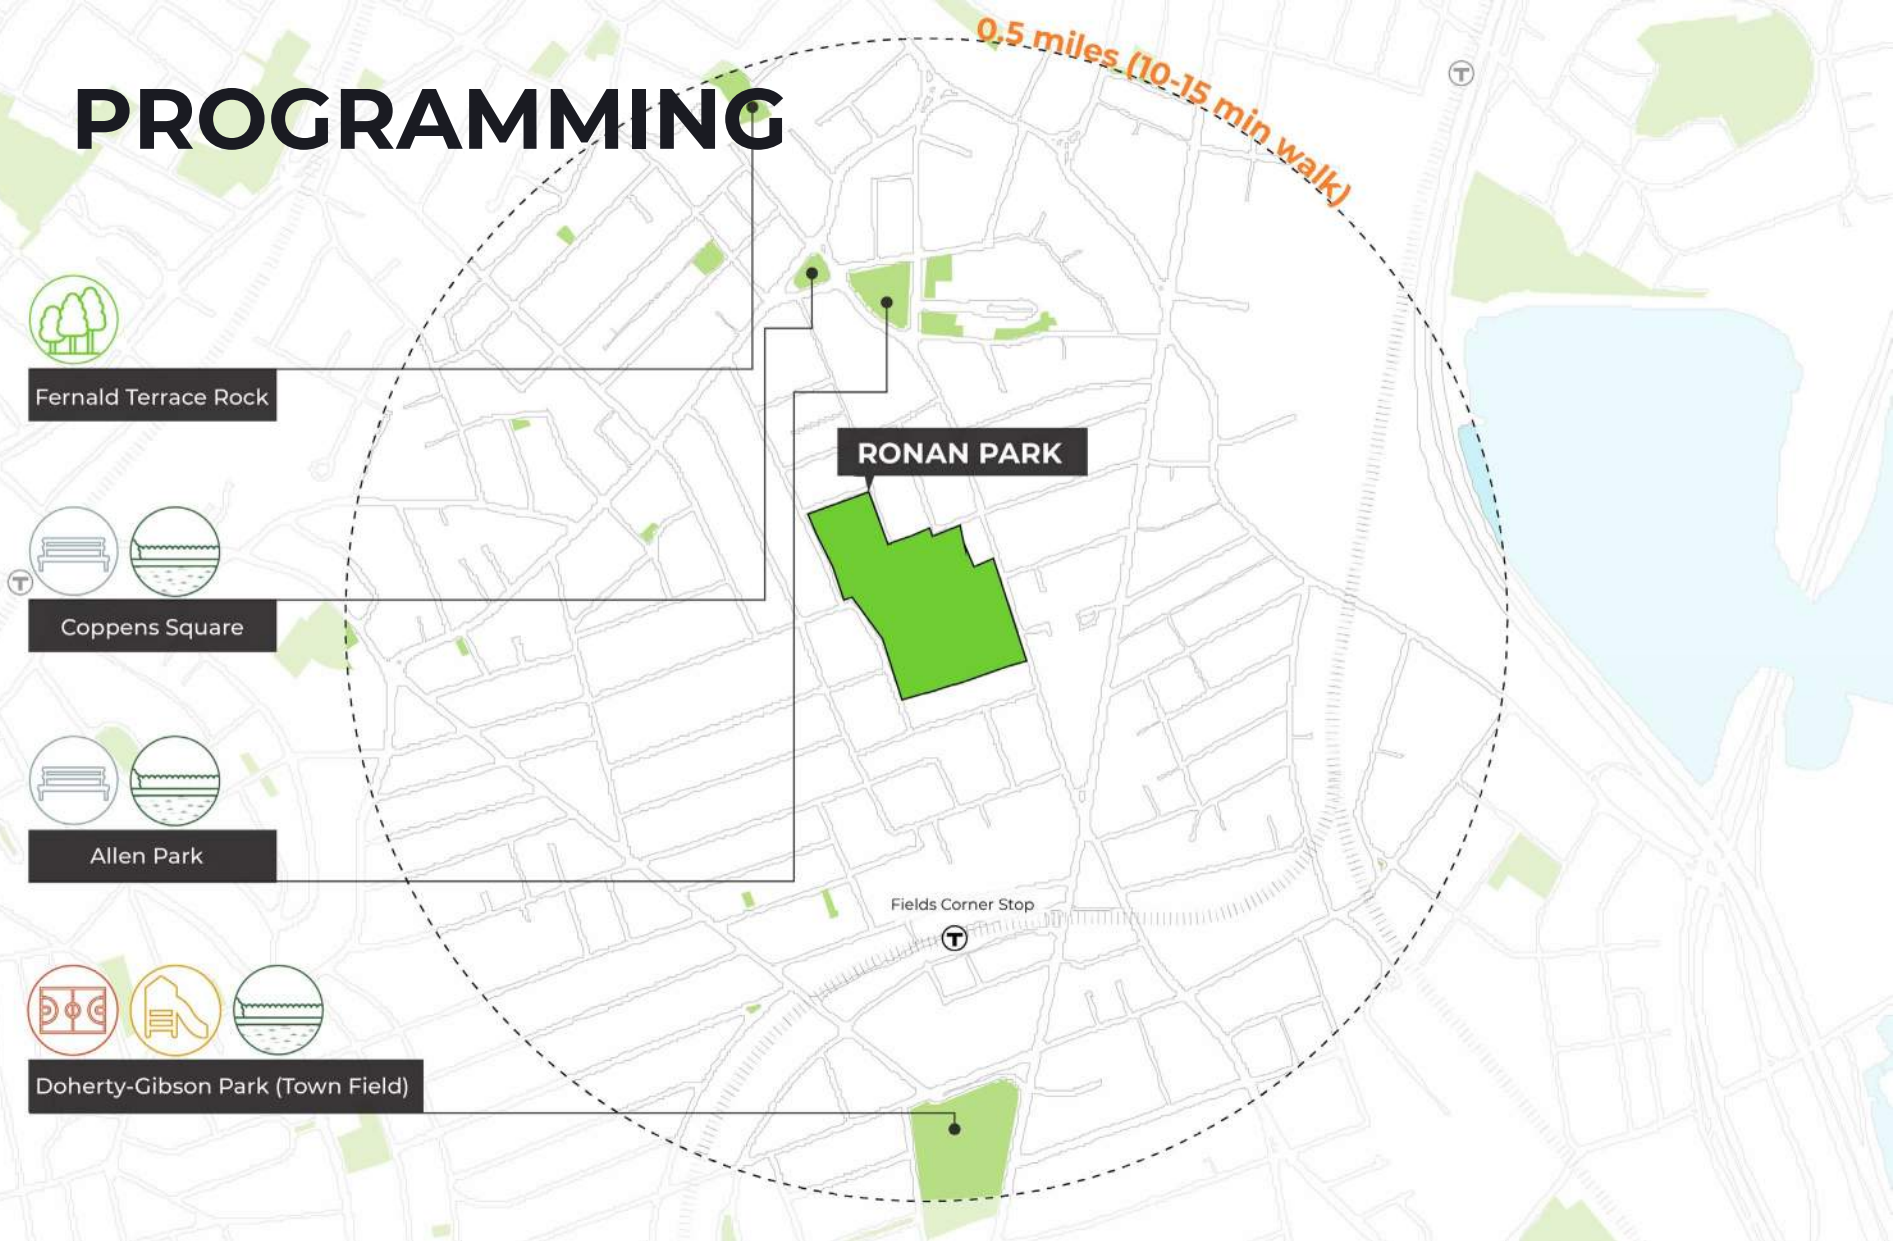 PROGRAMMING
0.5 miles (10-15 min walk)
T
Fernald Terrace Rock
RONAN PARK
T
Coppens Square
Allen Park
Fields Corner Stop
T
Doherty-Gibson Park (Town Field)